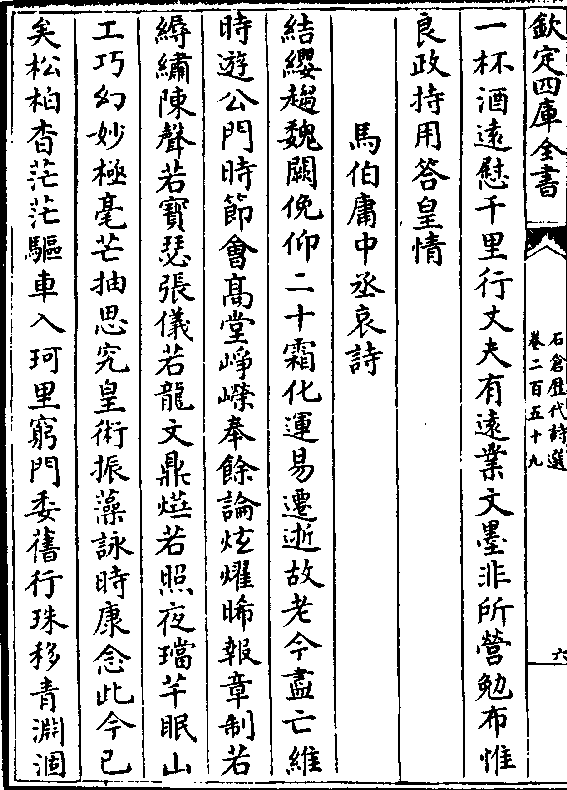 欽定四庫全書
石倉歷代詩選
卷二百五十九
六
一杯酒遠慰千里行丈夫有遠業文墨非所營勉布惟
良政持用答皇情
馬伯庸中丞哀詩
結纓趨魏闕俛仰二十霜化運易遷逝故老今盡亡維
時遊公門時節會髙堂崢嶸奉餘論炫燿睎報章制若
縟繡陳聲若寶瑟張儀若龍文鼎㷼若照夜璫芊眠山
工巧幻妙極毫芒抽思究皇術振藻詠時康念此今已
矣松柏杳茫茫驅車入珂里窮門委舊行珠移青淵涸